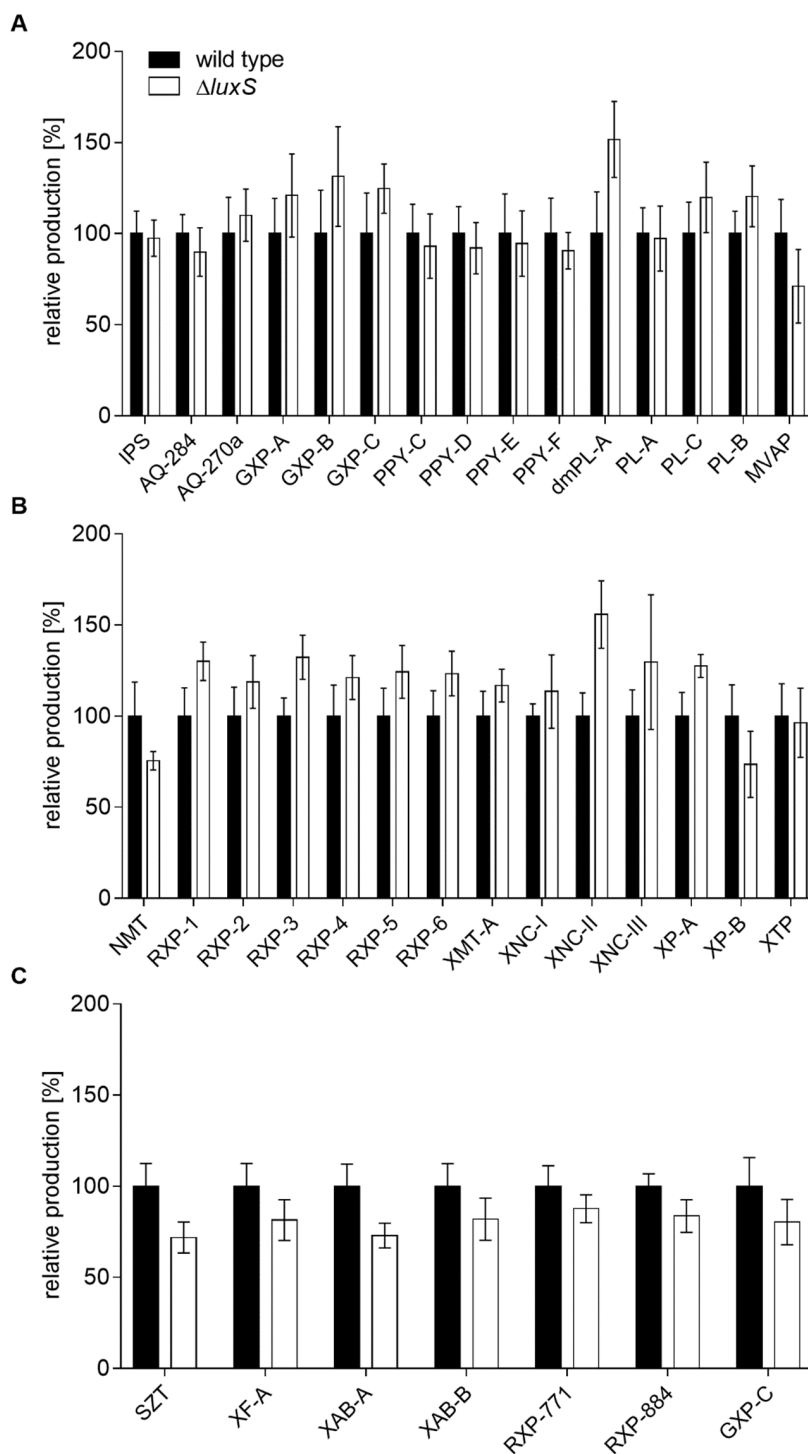 A
relative production [%]
200
150
100
50
0
wild type
ΔluxS
IPS
AQ-284
AQ-270a
GXP-A
GXP-B
GXP-C
PPY-C
PPY-D
PPY-E
PPY-F
dmPL-A
PL-A
PL-C
PL-B
MVAP
B
relative production [%]
200
150
100
50
0
NMT
RXP-1
RXP-2
RXP-3
RXP-4
RXP-5
RXP-6
XMT-A
XNC-I
XNC-II
XNC-III
XP-A
XP-B
XTP
C
relative production [%]
200
150
100
50
0
SZT
XF-A
XAB-A
XAB-B
RXP-771
RXP-884
GXP-C